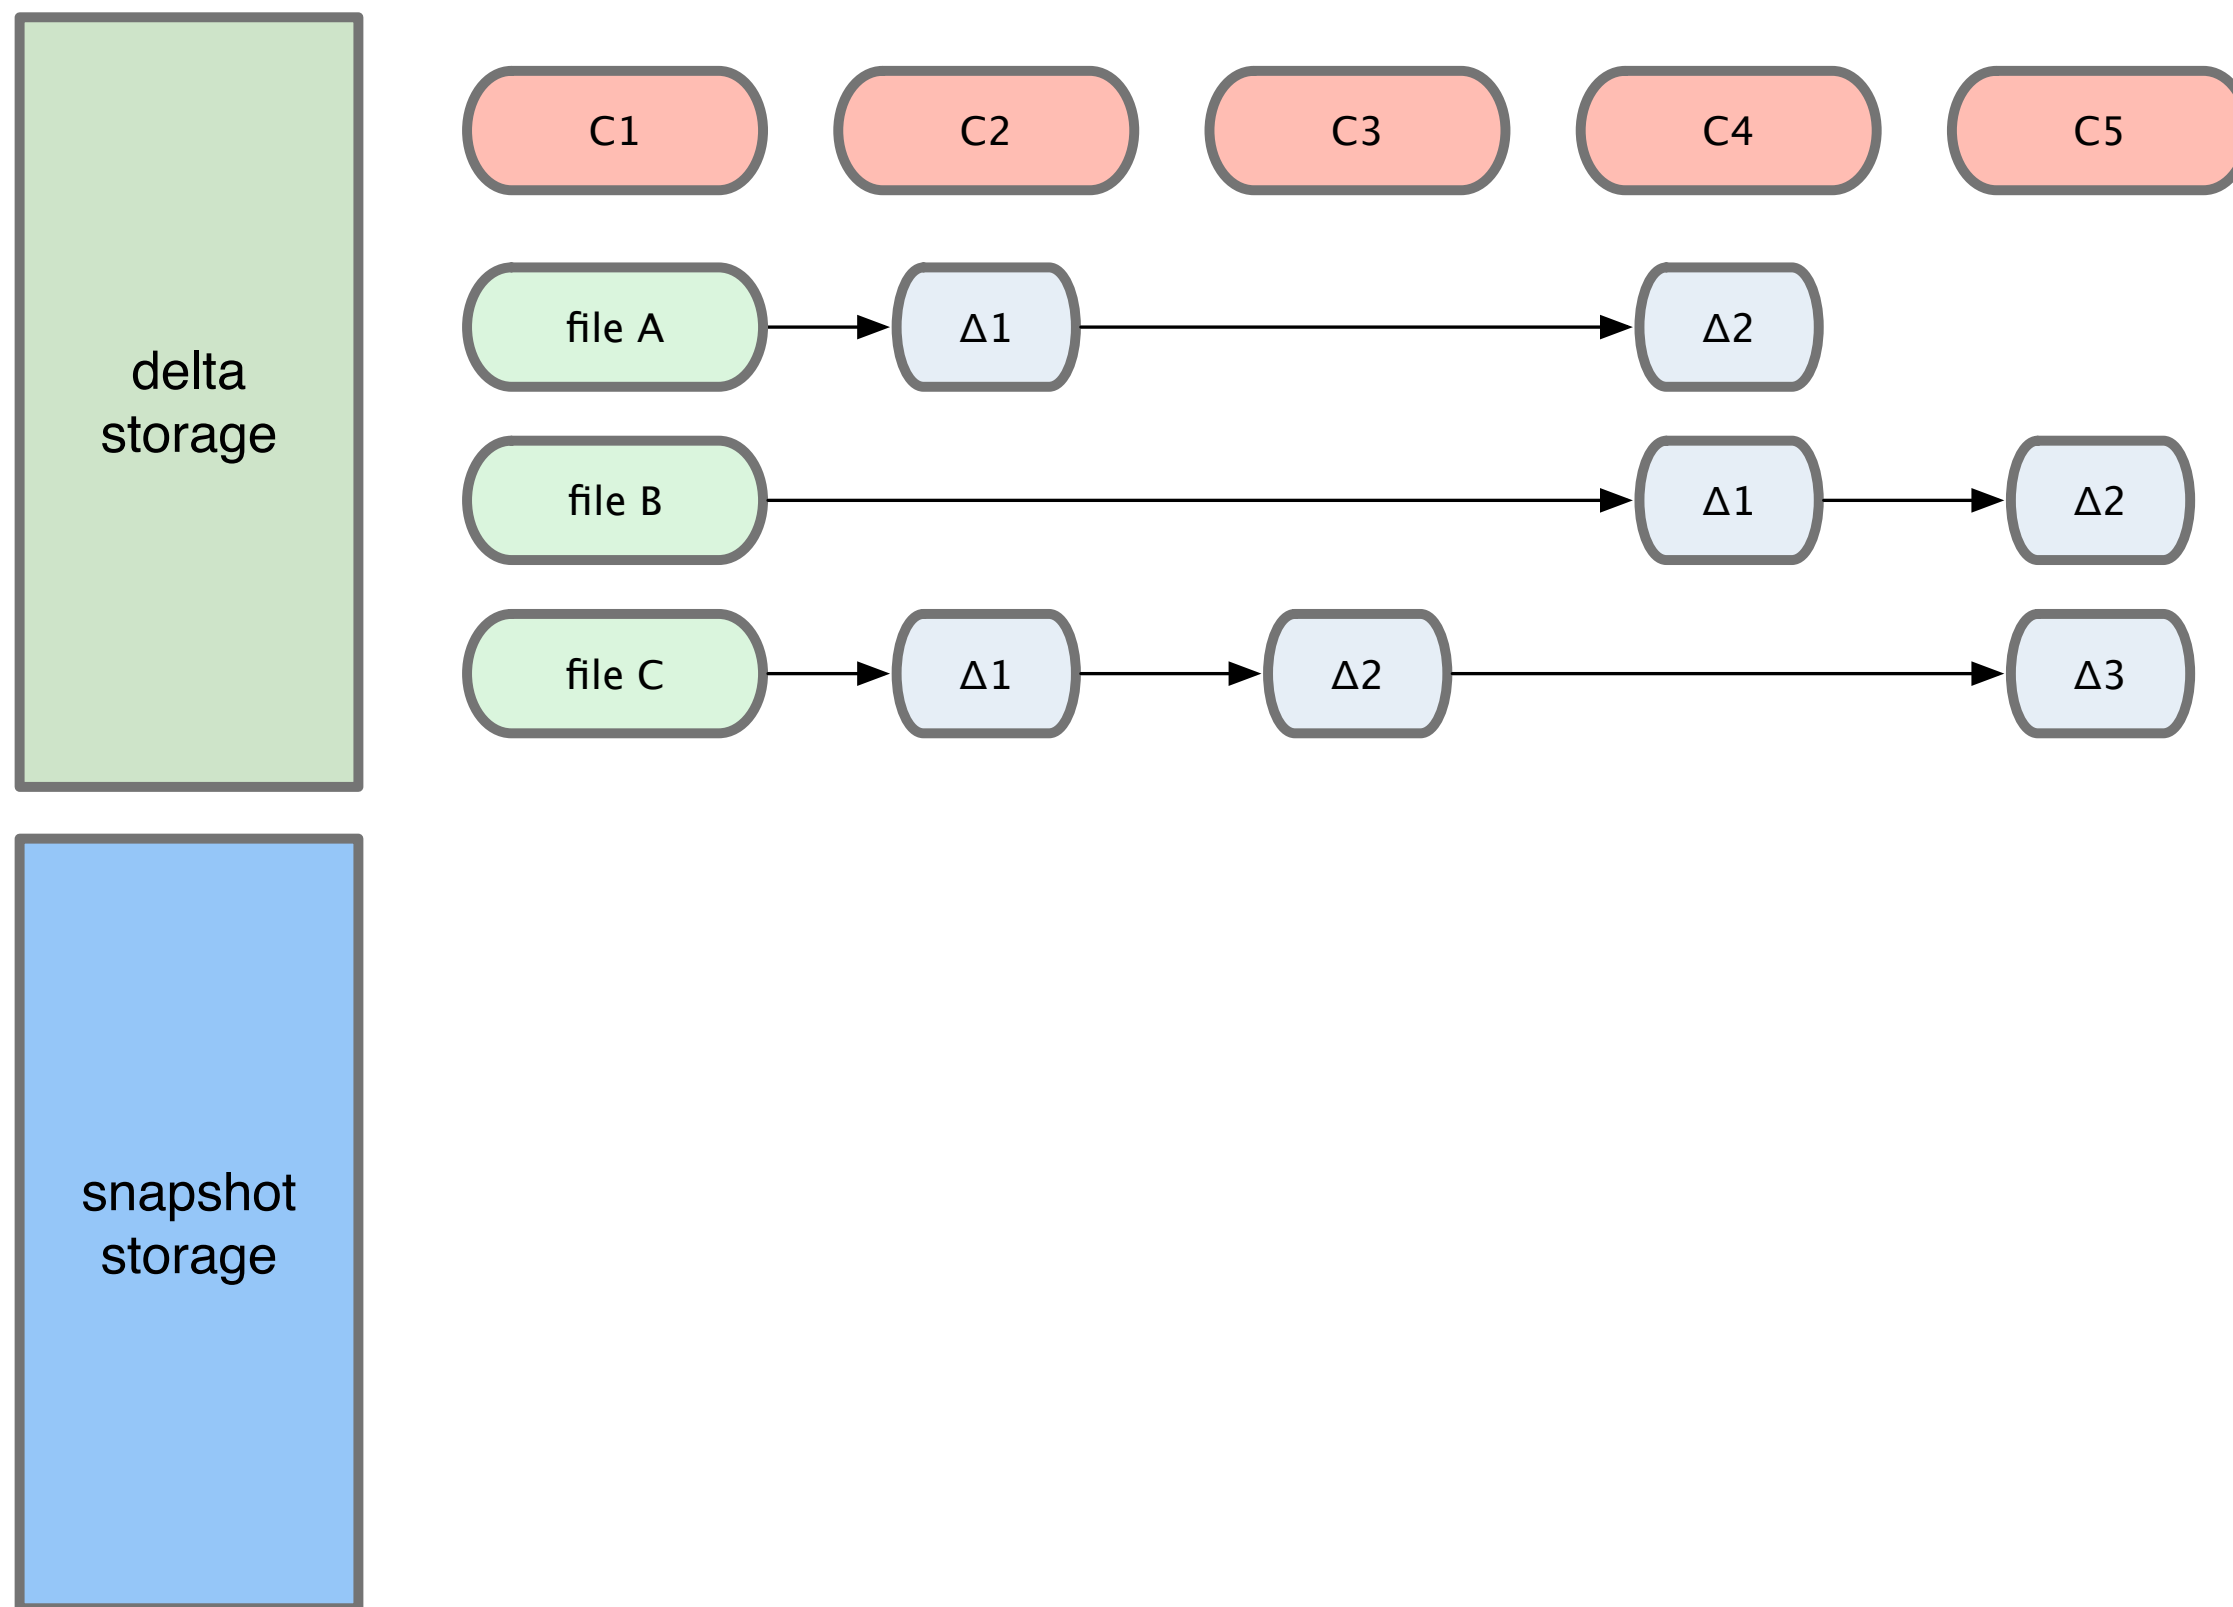 delta
storage
C1 C2 C3 C4 C5
file A Δ1 Δ2
file B Δ1 Δ2
file C Δ1 Δ2 Δ3
snapshot
storage